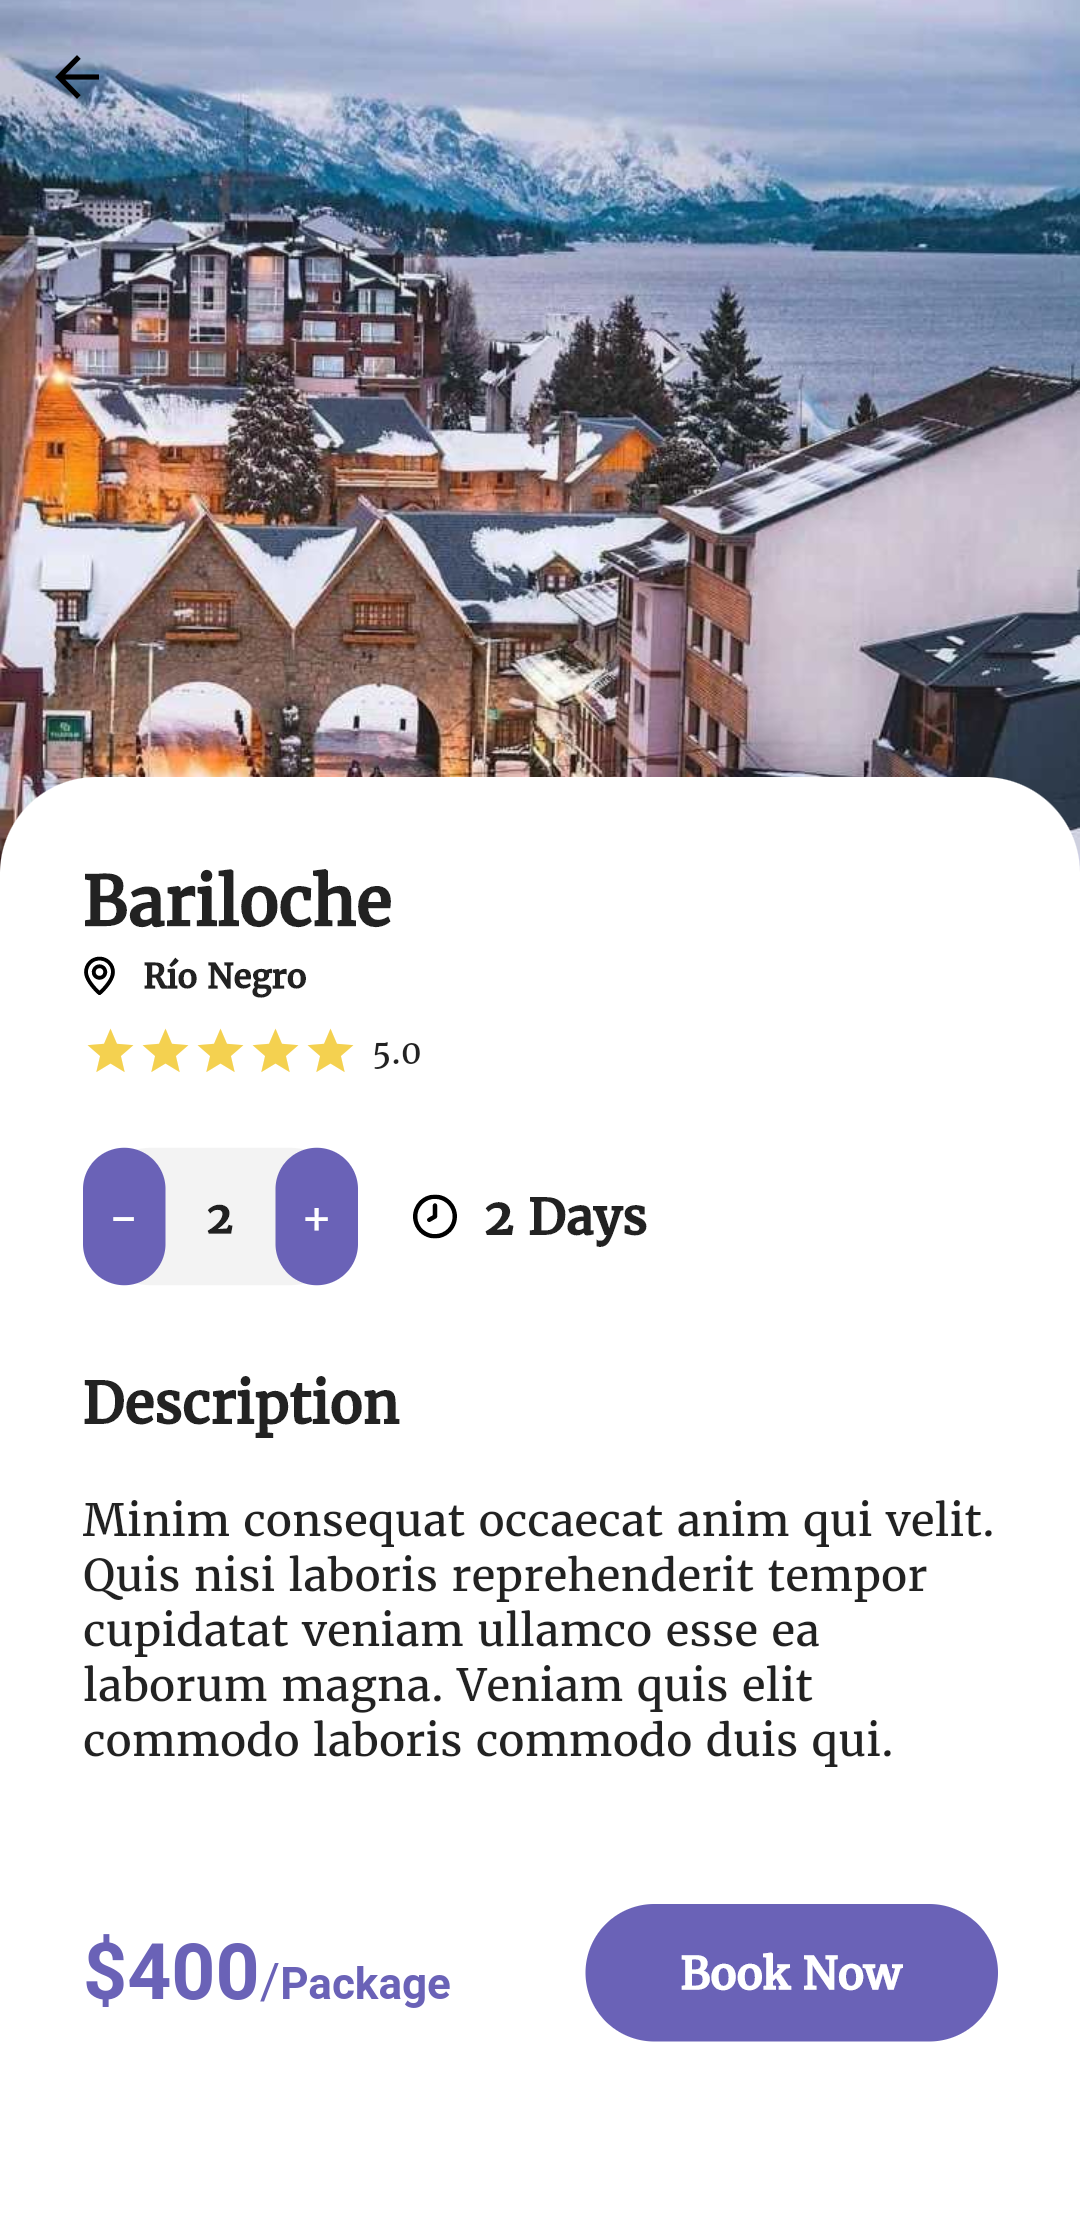 Bariloche
Río Negro
5.0
− 2 + 2 Days
Description
Minim consequat occaecat anim qui velit.
Quis nisi laboris reprehenderit tempor
cupidatat veniam ullamco esse ea
laborum magna. Veniam quis elit
commodo laboris commodo duis qui.
$400/Package
Book Now